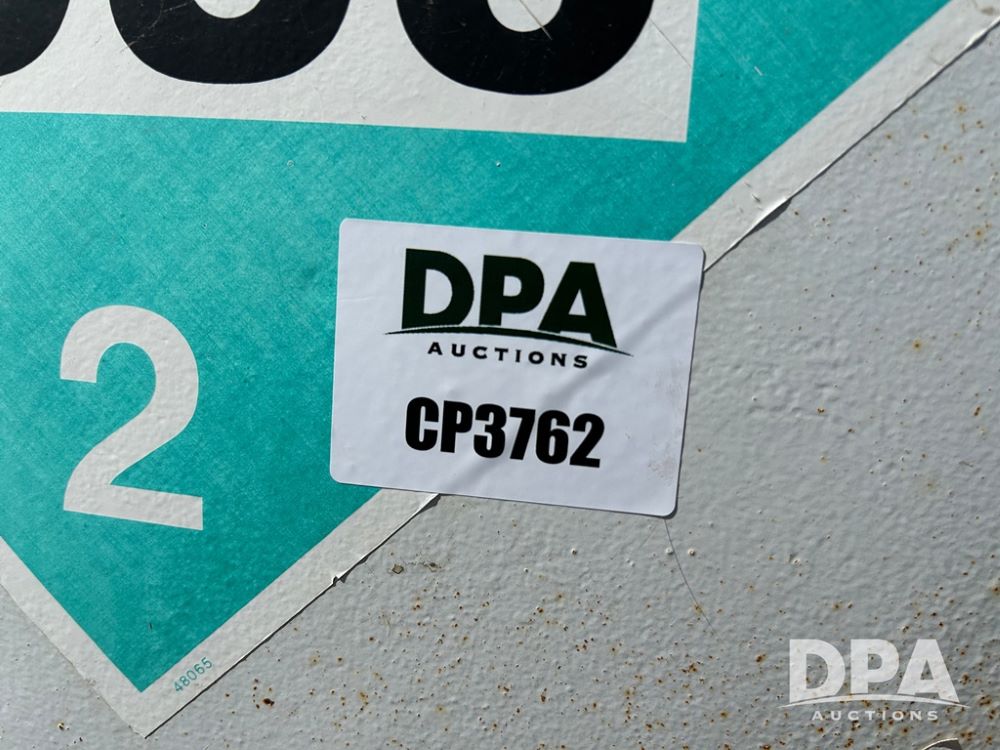 DPA
AUCTIONS
CP3762
2
48065
DPA
AUCTIONS